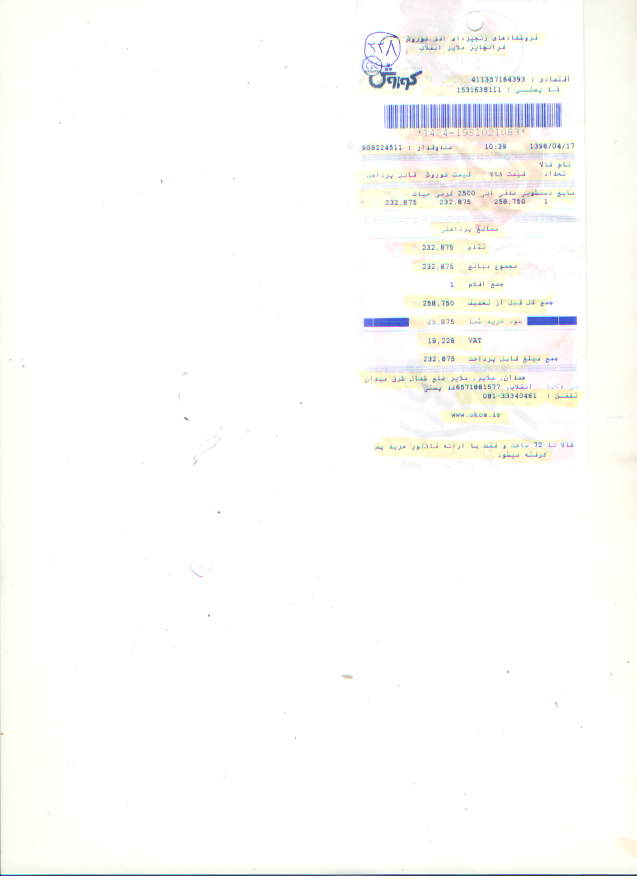 فروشگاه‌های زنجیره‌ای افق کوروش
فرانچایز ملایر انقلاب
۲۳۸
کوروش
اقتصادی : 411357164393
کد پستی : 1531638111
*1424-1981021083*
1398/04/17 10:39 صندوقدار : 909224511
نام کالا
تعداد قیمت کالا قیمت کوروش قابل پرداخت
مایع دستشویی صدفی آبی 2500 گرمی حیات
1 258,750 232,875 232,875
مبالغ پرداختی
نقدی 232,875
مجموع مبالغ 232,875
جمع اقلام 1
جمع کل قبل از تخفیف 258,750
سود خرید شما 25,875
VAT 19,228
جمع مبلغ قابل پرداخت 232,875
همدان, ملایر, ملایر ضلع شمال شرق میدان
انقلاب, 6571881577کد پستی
تلفن : 081-33340461
www.okcs.ir
کالا تا 72 ساعت و فقط با ارائه فاکتور خرید پس
گرفته میشود